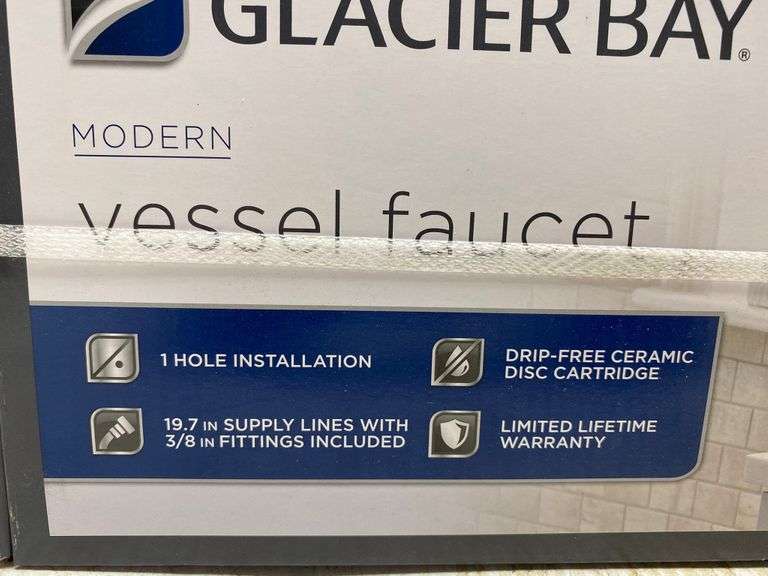 GLACIER BAY®
MODERN
vessel faucet
1 HOLE INSTALLATION
19.7 IN SUPPLY LINES WITH
3/8 IN FITTINGS INCLUDED
DRIP-FREE CERAMIC
DISC CARTRIDGE
LIMITED LIFETIME
WARRANTY